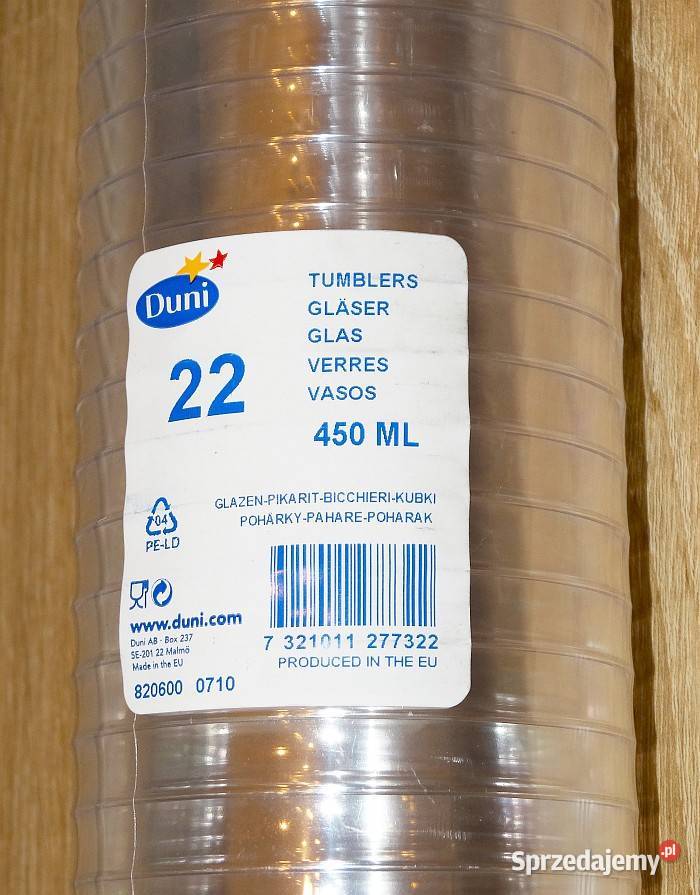 Duni
22
TUMBLERS
GLÄSER
GLAS
VERRES
VASOS
450 ML
GLAZEN-PIKARIT-BICCHIERI-KUBKI
POHÄRKY-PAHARE-POHARAK
04
PE-LD
www.duni.com
Duni AB - Box 237
SE-201 22 Malmö
Made in the EU
820600 0710
7 321011 277322
PRODUCED IN THE EU
Sprzedajemy.pl